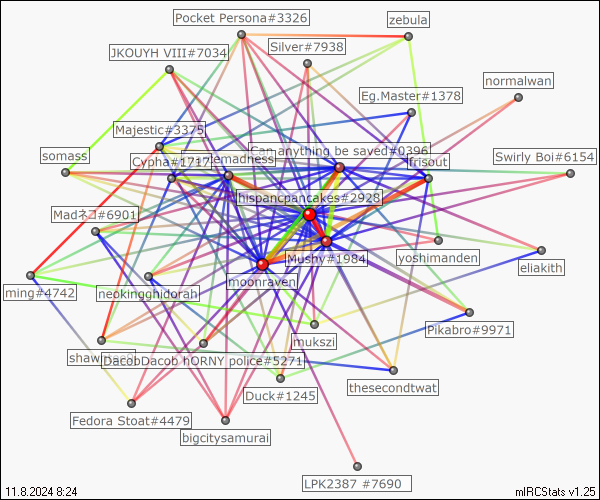 Pocket Persona#3326
zebula
Silver#7938
JKOUYH VIII#7034
normalwan
Eg.Master#1378
Majestic#3375
Can anything be saved#0396
somass
Cypha#1717
emadness
frisout
Swirly Boi#6154
hispancpancakes#2928
Madネコ#6901
Mushy#1984
yoshimanden
eliakith
moonraven
ming#4742
neokingghidorah
Pikabro#9971
mukszi
DacobDacob hORNY police#5271
thesecondtwat
Duck#1245
Fedora Stoat#4479
bigcitysamurai
LPK2387 #7690
11.8.2024 8:24
mIRCStats v1.25